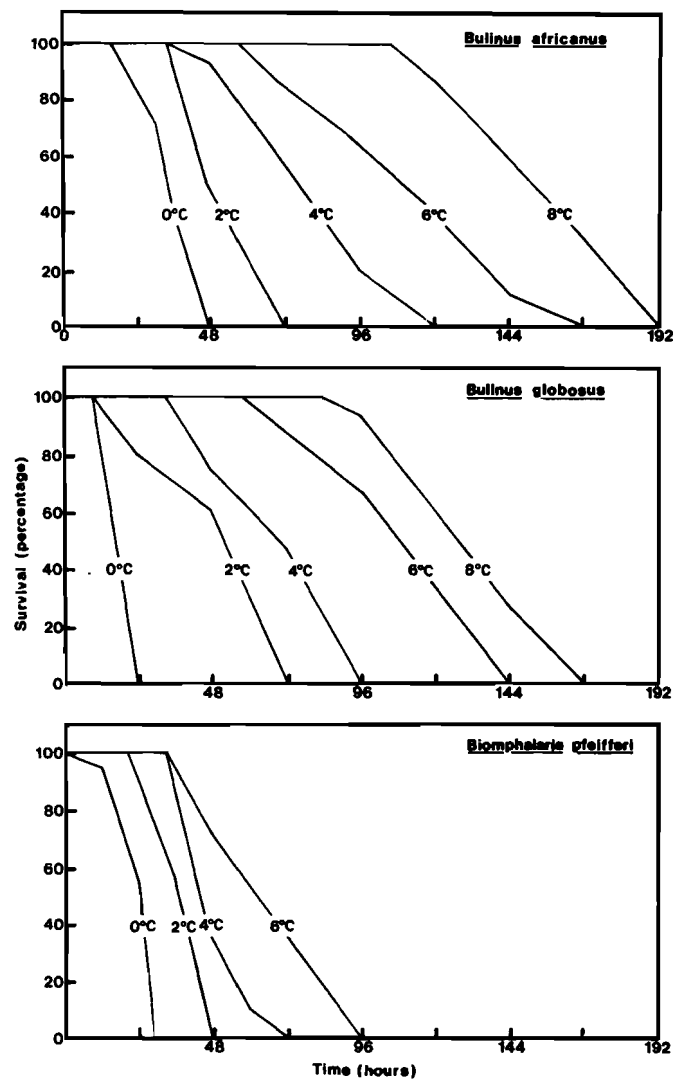 Bulinus africanus
100
80
60
40
20
0
0°C 2°C 4°C 6°C 8°C
0 48 96 144 192
Bulinus globosus
100
80
60
40
20
0
0°C 2°C 4°C 6°C 8°C
48 96 144 192
Survival (percentage)
Biomphalaria pfeifferi
100
80
60
40
20
0
0°C 2°C 4°C 8°C
48 96 144 192
Time (hours)